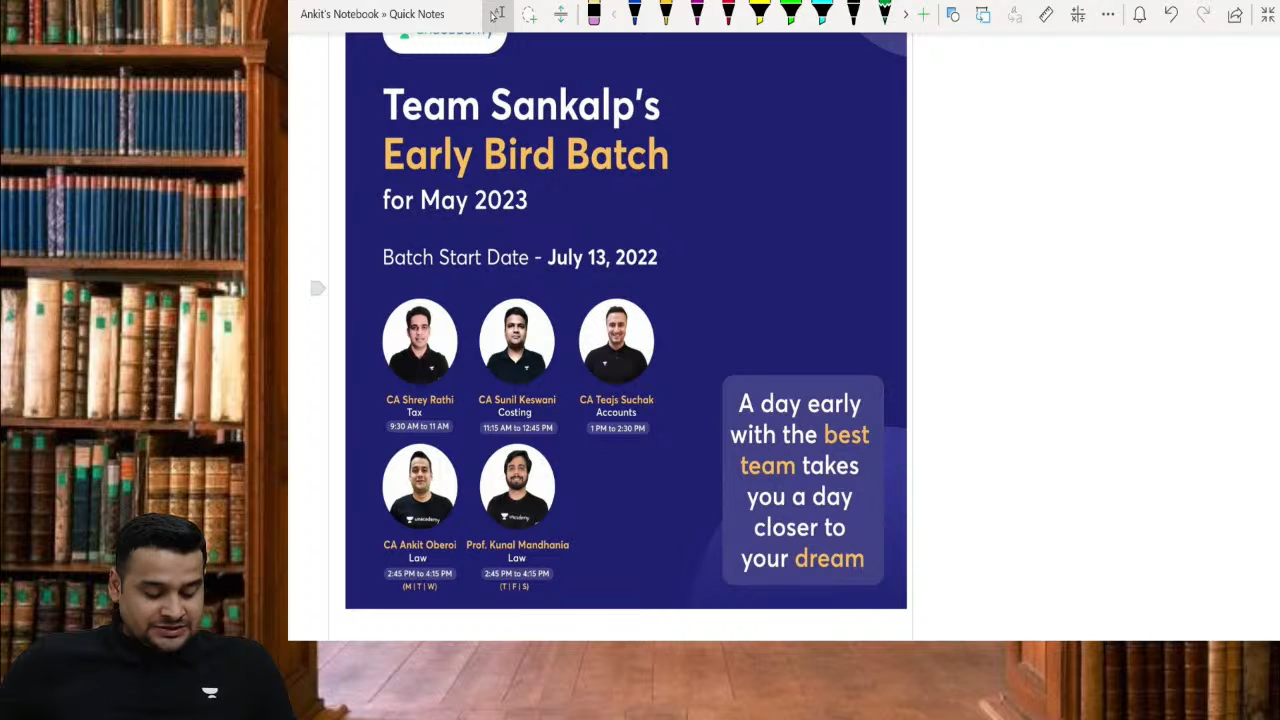 Ankit's Notebook » Quick Notes
Team Sankalp's
Early Bird Batch
for May 2023
Batch Start Date - July 13, 2022
CA Shrey Rathi
Tax
9:30 AM to 11 AM
CA Sunil Keswani
Costing
11:15 AM to 12:45 PM
CA Teajs Suchak
Accounts
1 PM to 2:30 PM
CA Ankit Oberoi
Law
2:45 PM to 4:15 PM
(M | T | W)
Prof. Kunal Mandhania
Law
2:45 PM to 4:15 PM
(T | F | S)
A day early
with the best
team takes
you a day
closer to
your dream
unacademy
unacademy